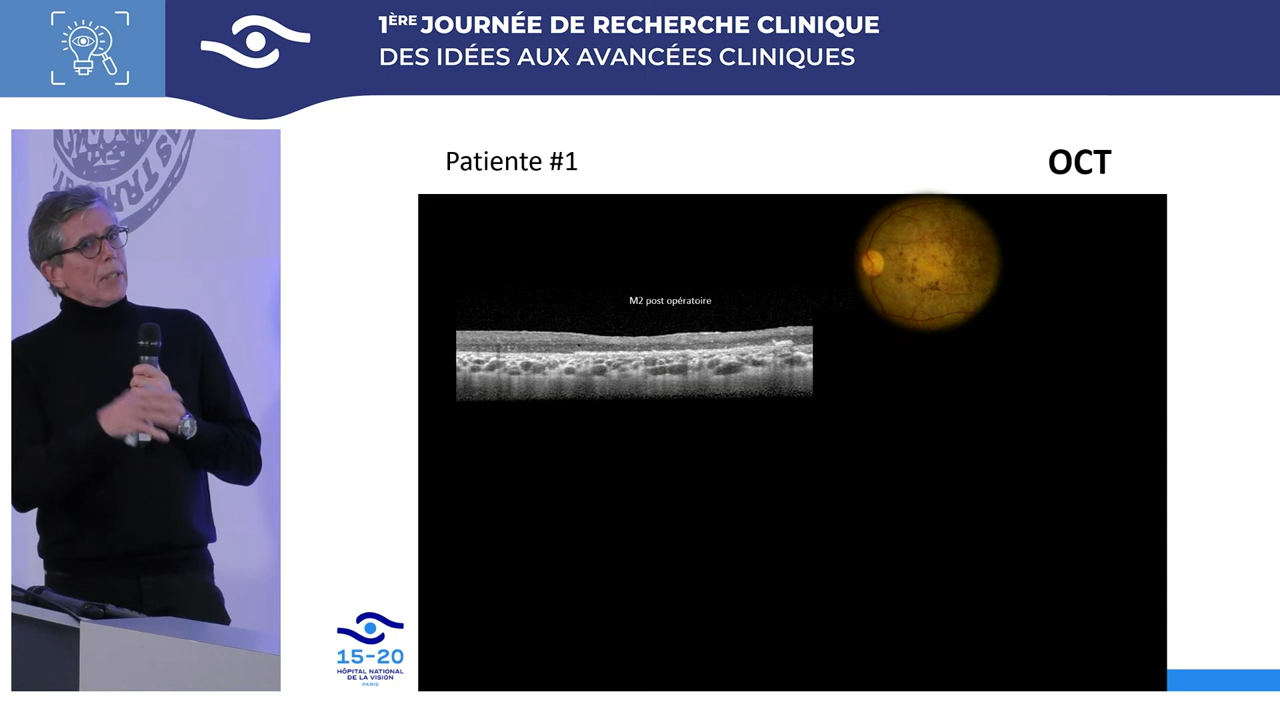 1ÈRE JOURNÉE DE RECHERCHE CLINIQUE
DES IDÉES AUX AVANCÉES CLINIQUES
Patiente #1
OCT
M2 post opératoire
15-20
HÔPITAL NATIONAL
DE LA VISION
PARIS